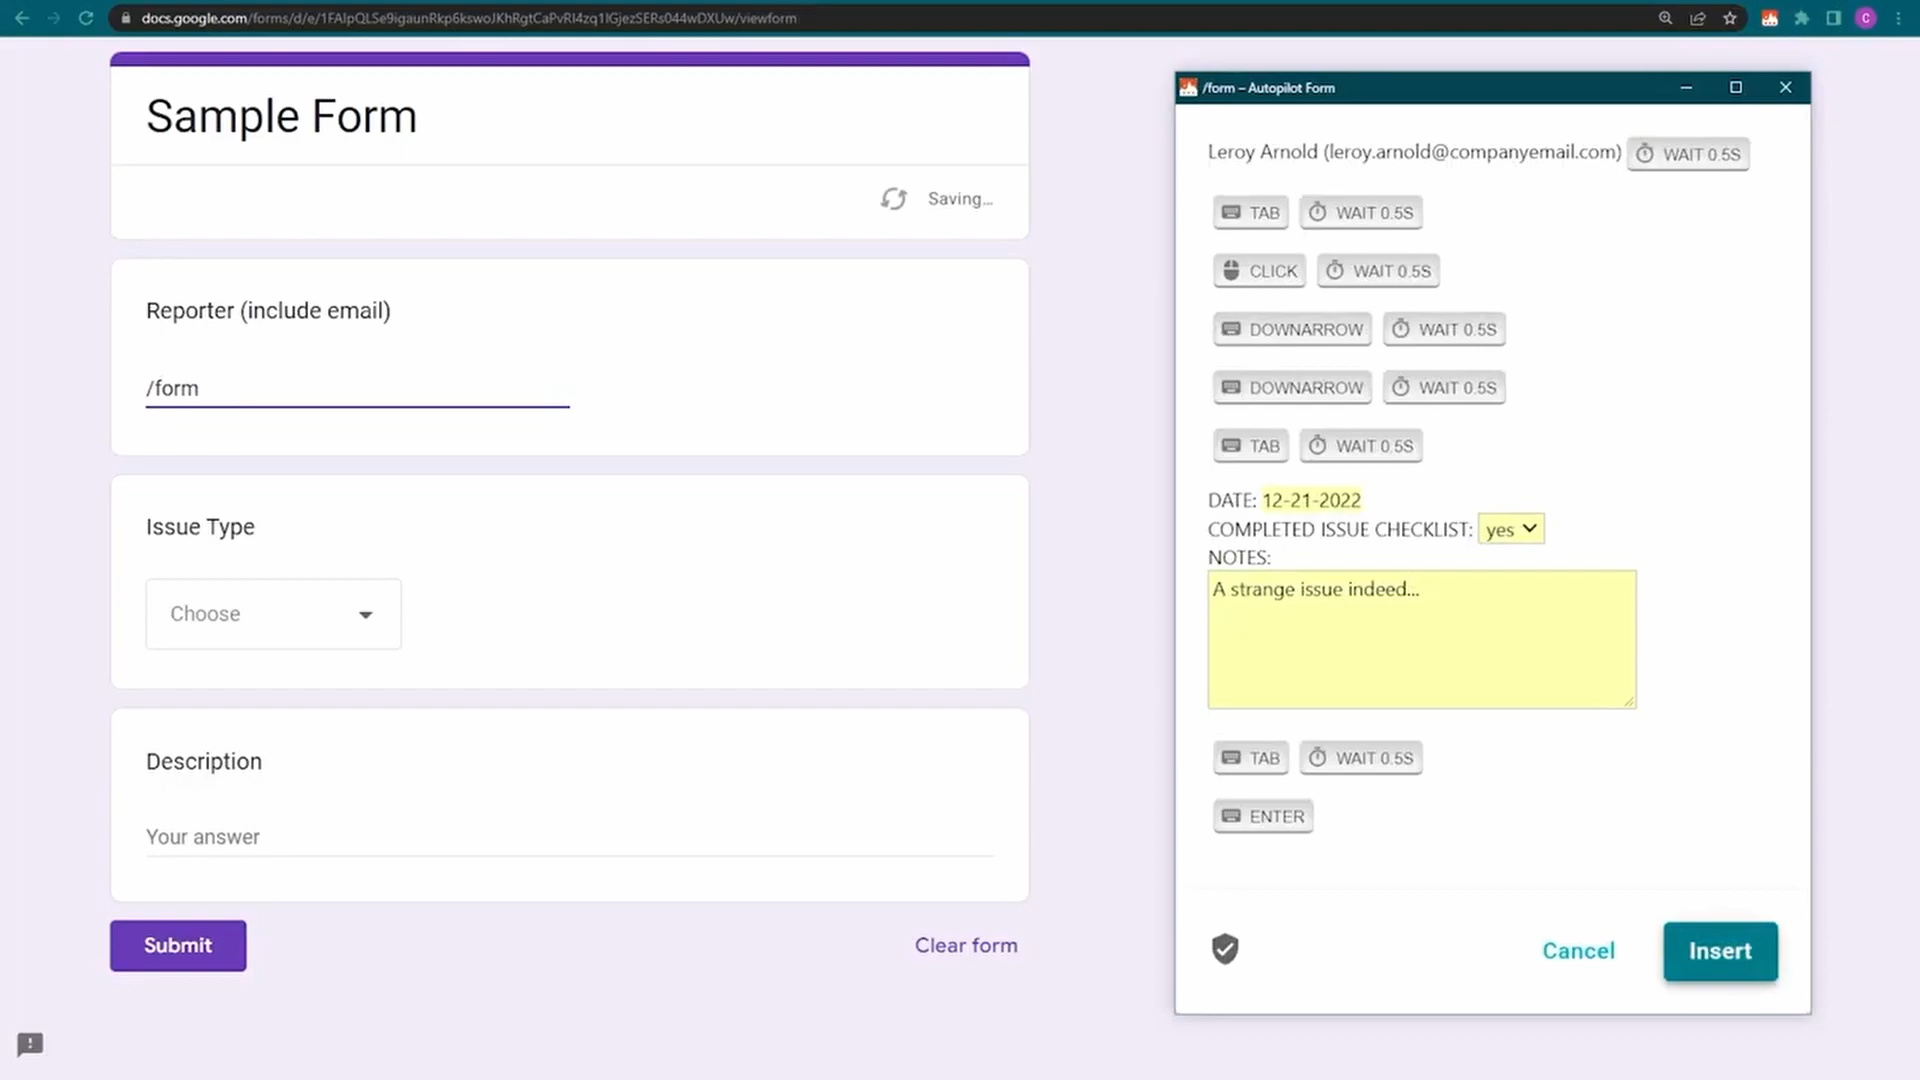 docs.google.com/forms/d/e/1FAIpQLSe9igaunRkp6kswoJKhRgtCaPvRI4zq1IGjezSERs044wDXUw/viewform
C
Sample Form
Saving...
Reporter (include email)
/form
Issue Type
Choose
Description
Your answer
Submit
Clear form
/form – Autopilot Form
Leroy Arnold (leroy.arnold@companyemail.com) WAIT 0.5S
TAB WAIT 0.5S
CLICK WAIT 0.5S
DOWNARROW WAIT 0.5S
DOWNARROW WAIT 0.5S
TAB WAIT 0.5S
DATE: 12-21-2022
COMPLETED ISSUE CHECKLIST: yes
NOTES:
A strange issue indeed...
TAB WAIT 0.5S
ENTER
Cancel
Insert